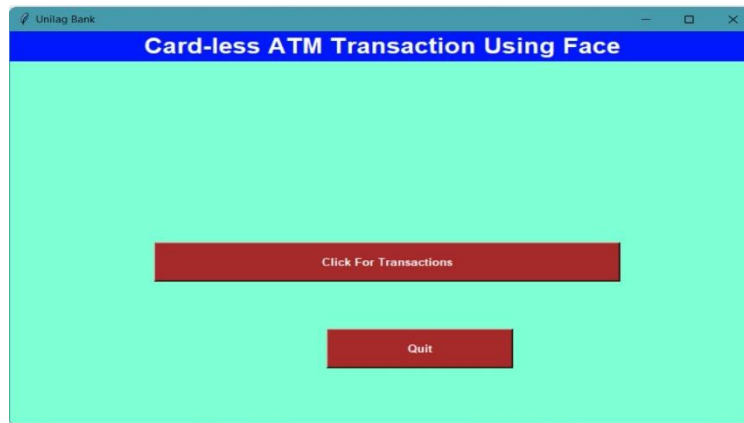 Unilag Bank
Card-less ATM Transaction Using Face
Click For Transactions
Quit